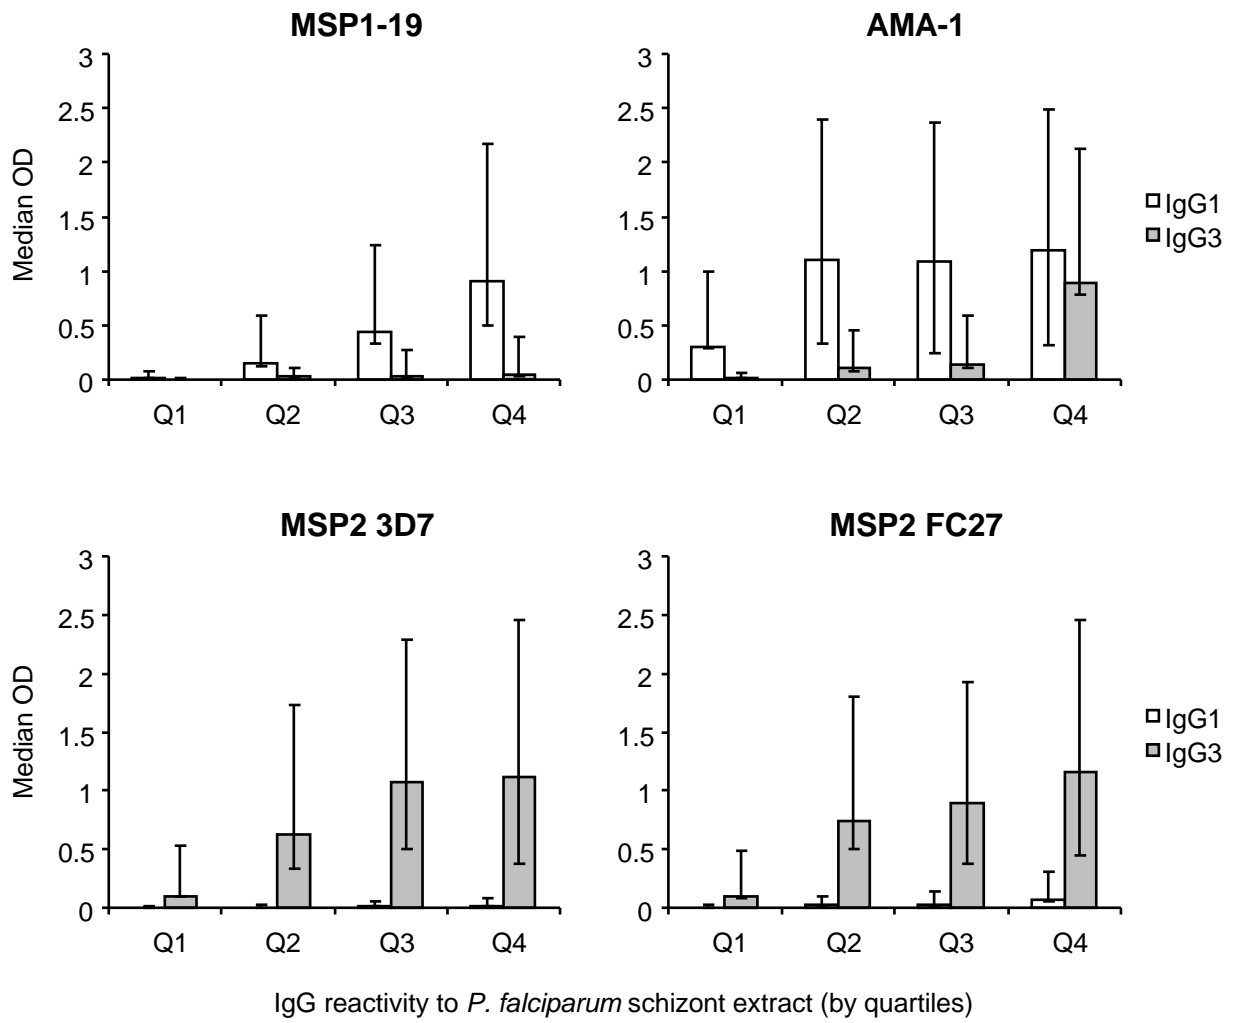 MSP1-19
AMA-1
3
2.5
2
1.5
1
0.5
0
Median OD
Q1 Q2 Q3 Q4
3
2.5
2
1.5
1
0.5
0
Q1 Q2 Q3 Q4
IgG1
IgG3
MSP2 3D7
MSP2 FC27
3
2.5
2
1.5
1
0.5
0
Median OD
Q1 Q2 Q3 Q4
3
2.5
2
1.5
1
0.5
0
Q1 Q2 Q3 Q4
IgG1
IgG3
IgG reactivity to P. falciparum schizont extract (by quartiles)